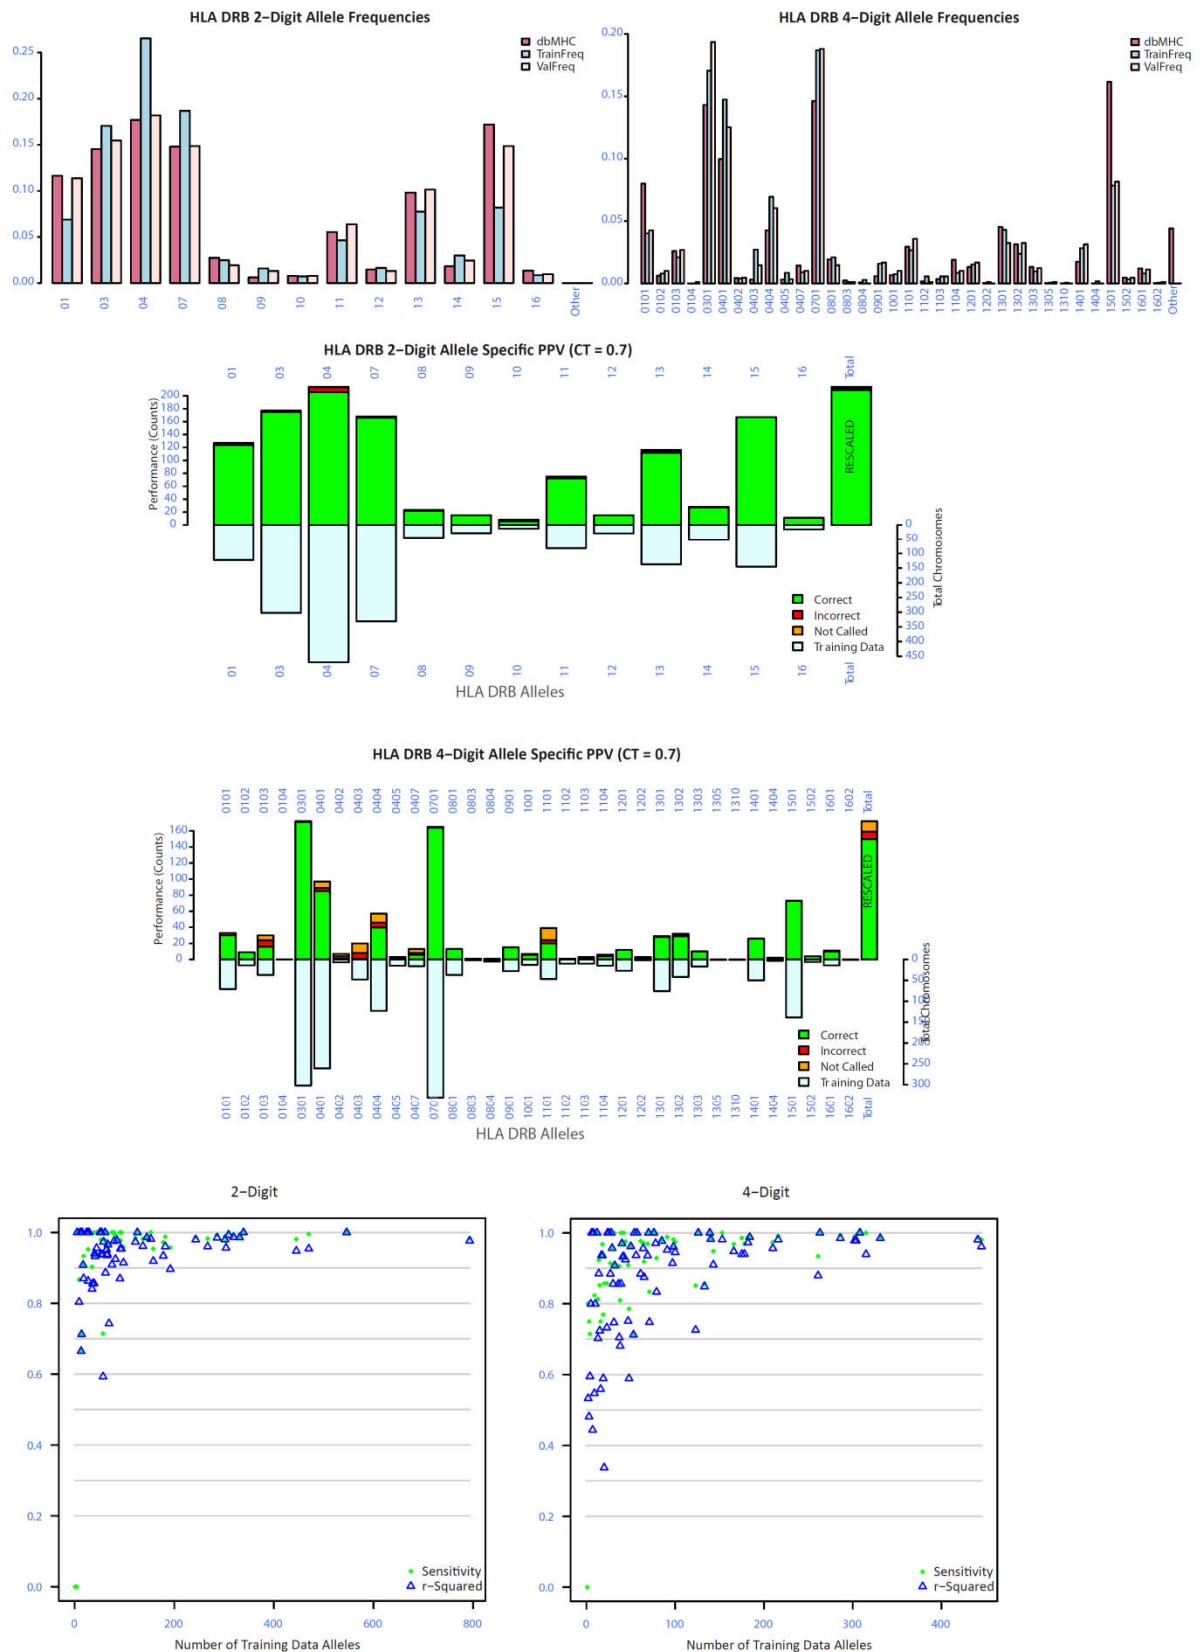 HLA DRB 2-Digit Allele Frequencies
dbMHC
TrainFreq
ValFreq
0.25
0.20
0.15
0.10
0.05
0.00
01 03 04 07 08 09 10 11 12 13 14 15 16 Other
HLA DRB 4-Digit Allele Frequencies
dbMHC
TrainFreq
ValFreq
0.20
0.15
0.10
0.05
0.00
0101 0102 0103 0104 0301 0401 0402 0403 0404 0405 0407 0701 0801 0803 0804 0901 1001 1101 1102 1103 1104 1201 1202 1301 1302 1303 1305 1310 1401 1404 1501 1502 1601 1602 Other
HLA DRB 2-Digit Allele Specific PPV (CT = 0.7)
01 03 04 07 08 09 10 11 12 13 14 15 16 Total
Performance (Counts)
200
180
160
140
120
100
80
60
40
20
0
RESCALED
0
50
100
150
200
250
300
350
400
450
Total Chromosomes
Correct
Incorrect
Not Called
Training Data
01 03 04 07 08 09 10 11 12 13 14 15 16 Total
HLA DRB Alleles
HLA DRB 4-Digit Allele Specific PPV (CT = 0.7)
0101 0102 0103 0104 0301 0401 0402 0403 0404 0405 0407 0701 0801 0803 0804 0901 1001 1101 1102 1103 1104 1201 1202 1301 1302 1303 1305 1310 1401 1404 1501 1502 1601 1602 Total
Performance (Counts)
160
140
120
100
80
60
40
20
0
RESCALED
0
50
100
150
200
250
300
Total Chromosomes
Correct
Incorrect
Not Called
Training Data
0101 0102 0103 0104 0301 0401 0402 0403 0404 0405 0407 0701 0801 0803 0804 0901 1001 1101 1102 1103 1104 1201 1202 1301 1302 1303 1305 1310 1401 1404 1501 1502 1601 1602 Total
HLA DRB Alleles
2-Digit
1.0
0.8
0.6
0.4
0.2
0.0
Sensitivity
r-Squared
0 200 400 600 800
Number of Training Data Alleles
4-Digit
1.0
0.8
0.6
0.4
0.2
0.0
Sensitivity
r-Squared
0 100 200 300 400
Number of Training Data Alleles